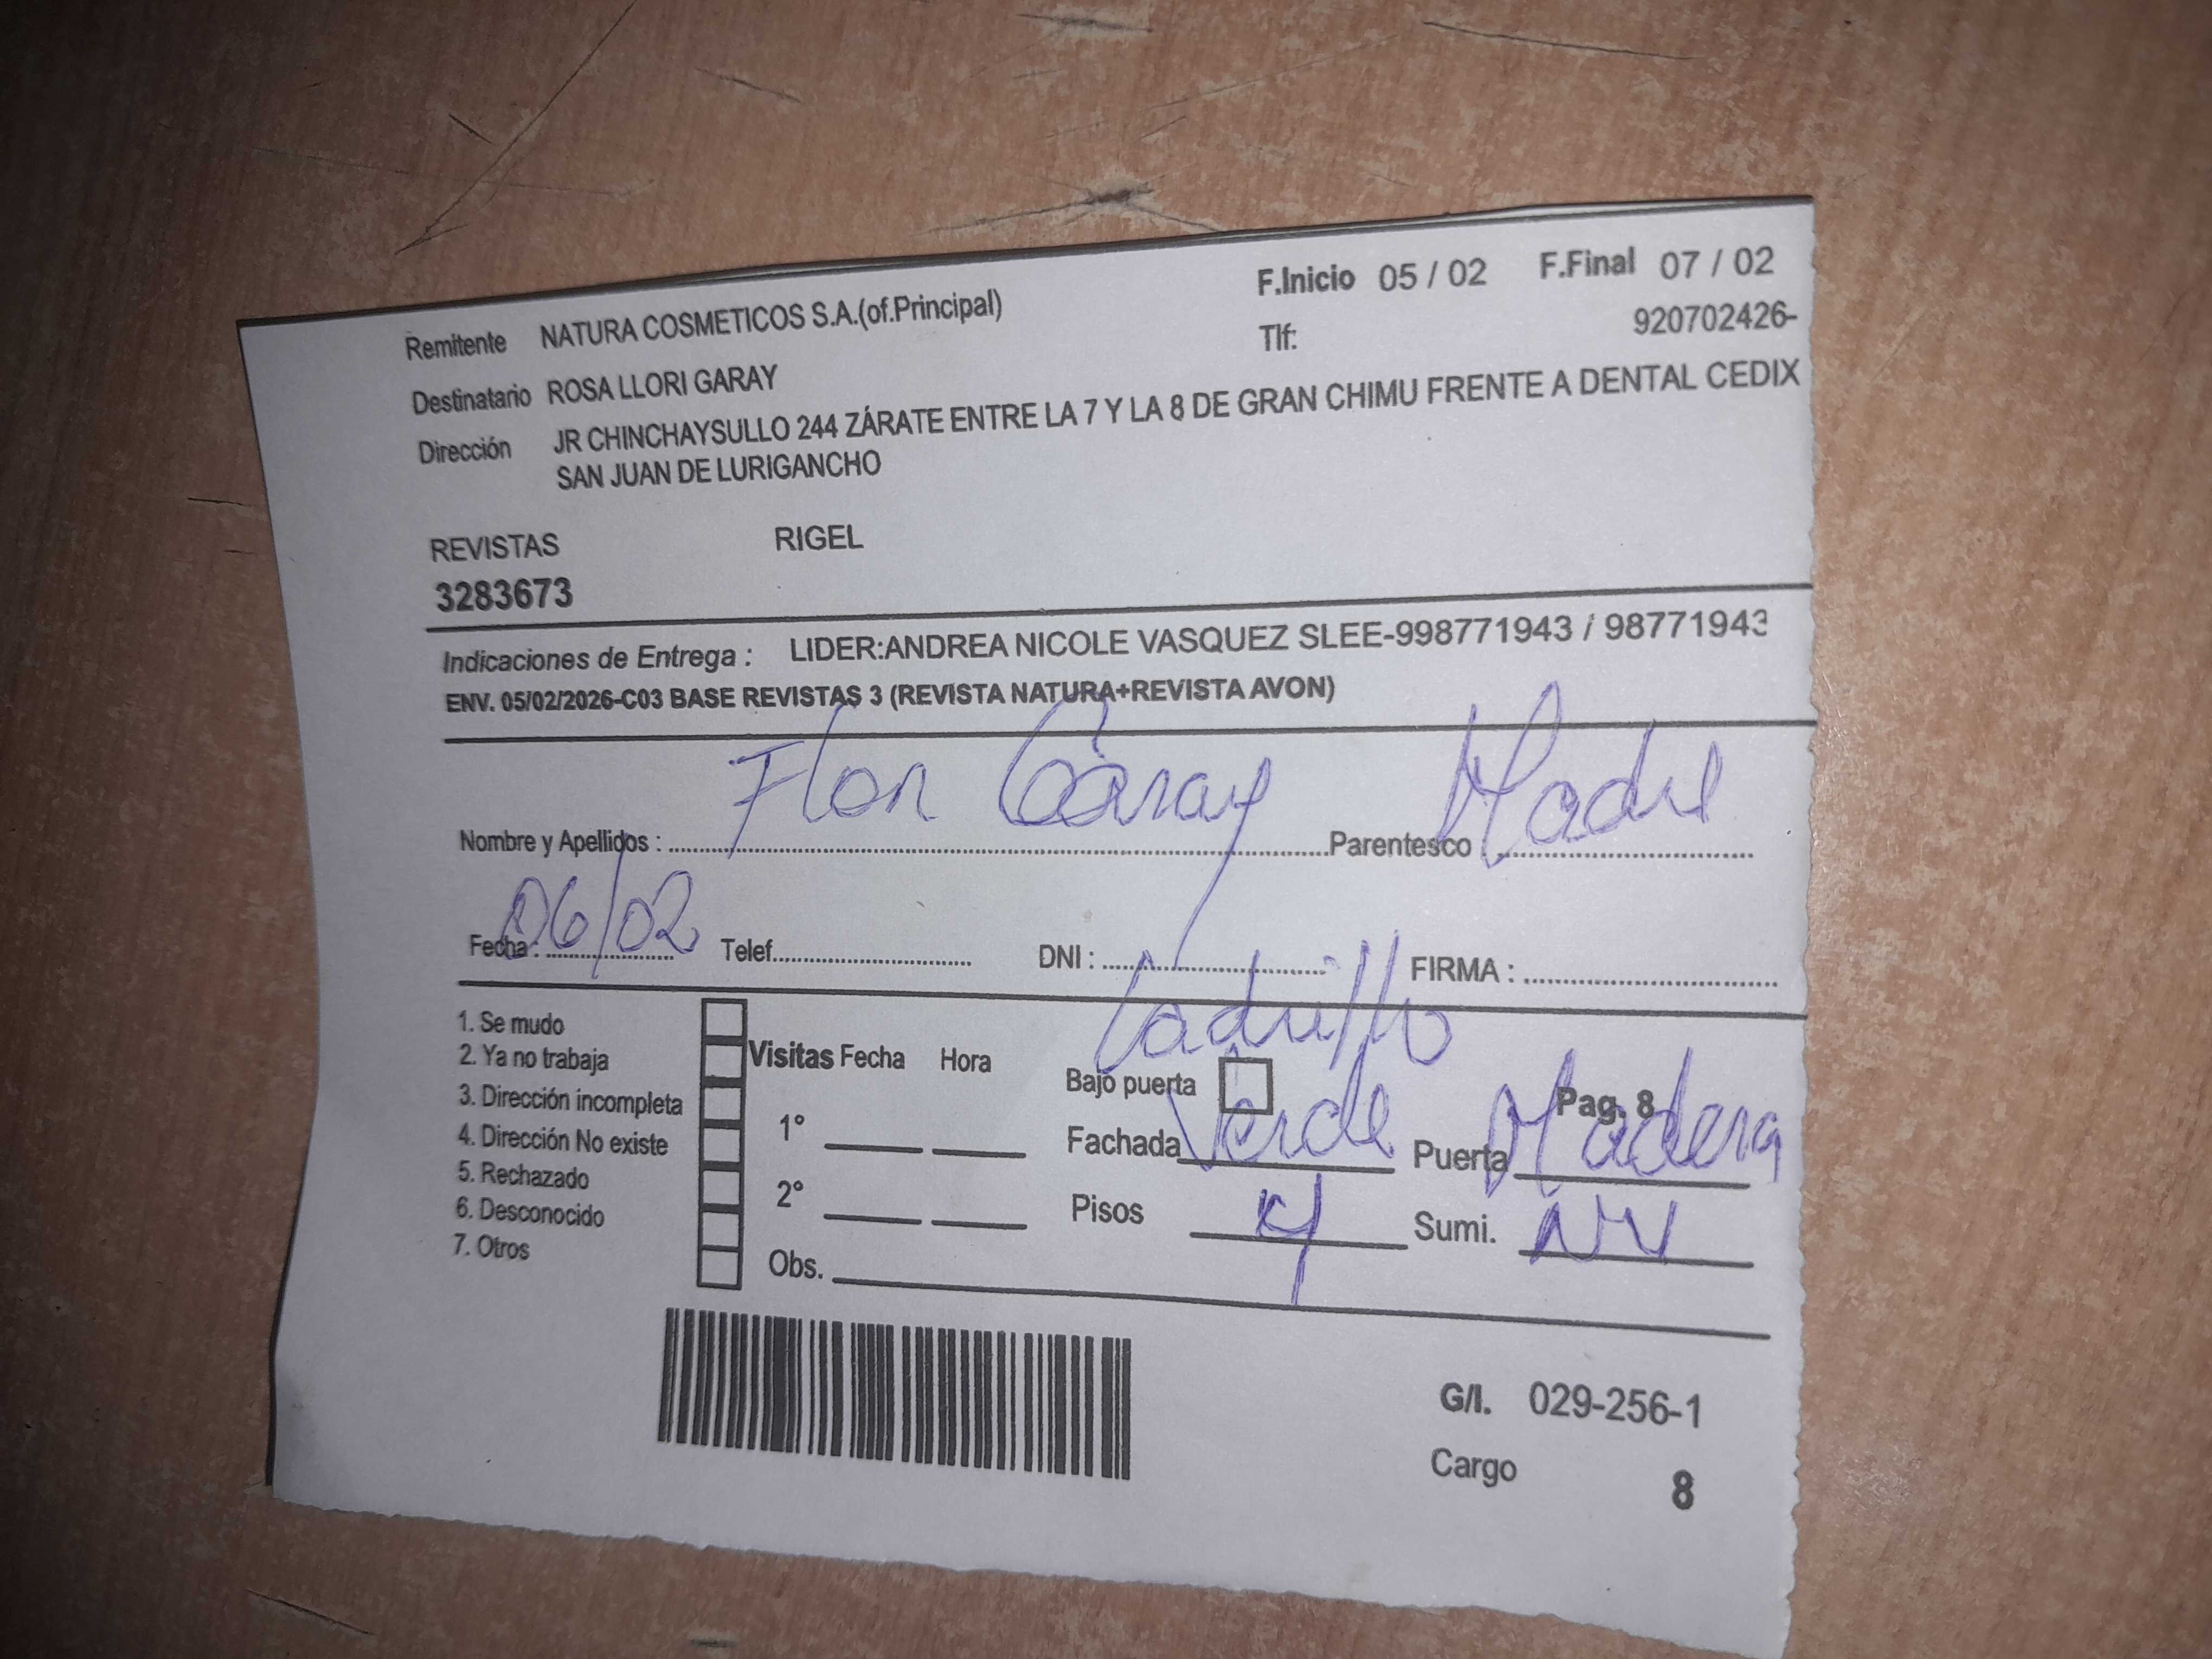 F.Inicio 05 / 02 F.Final 07 / 02
Remitente NATURA COSMETICOS S.A.(of.Principal)
Tlf: 920702426-
Destinatario ROSA LLORI GARAY
Dirección JR CHINCHAYSULLO 244 ZÁRATE ENTRE LA 7 Y LA 8 DE GRAN CHIMU FRENTE A DENTAL CEDIX
SAN JUAN DE LURIGANCHO
REVISTAS RIGEL
3283673
Indicaciones de Entrega : LIDER:ANDREA NICOLE VASQUEZ SLEE-998771943 / 98771943
ENV. 05/02/2026-C03 BASE REVISTAS 3 (REVISTA NATURA+REVISTA AVON)
Nombre y Apellidos : Flor Garay Parentesco : Madre
Fecha : 06/02 Telef. DNI : FIRMA :
Ladrillo
1. Se mudo
2. Ya no trabaja
3. Dirección incompleta
4. Dirección No existe
5. Rechazado
6. Desconocido
7. Otros
Visitas Fecha Hora
1°
2°
Obs.
Bajo puerta Pag. 8
Fachada Verde Puerta Madera
Pisos 4 Sumi. NV
G/I. 029-256-1
Cargo 8